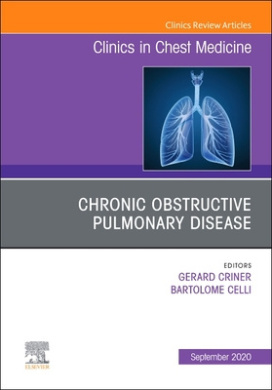 Clinics Review Articles
Clinics in Chest Medicine
CHRONIC OBSTRUCTIVE
PULMONARY DISEASE
EDITORS
GERARD CRINER
BARTOLOME CELLI
ELSEVIER
September 2020